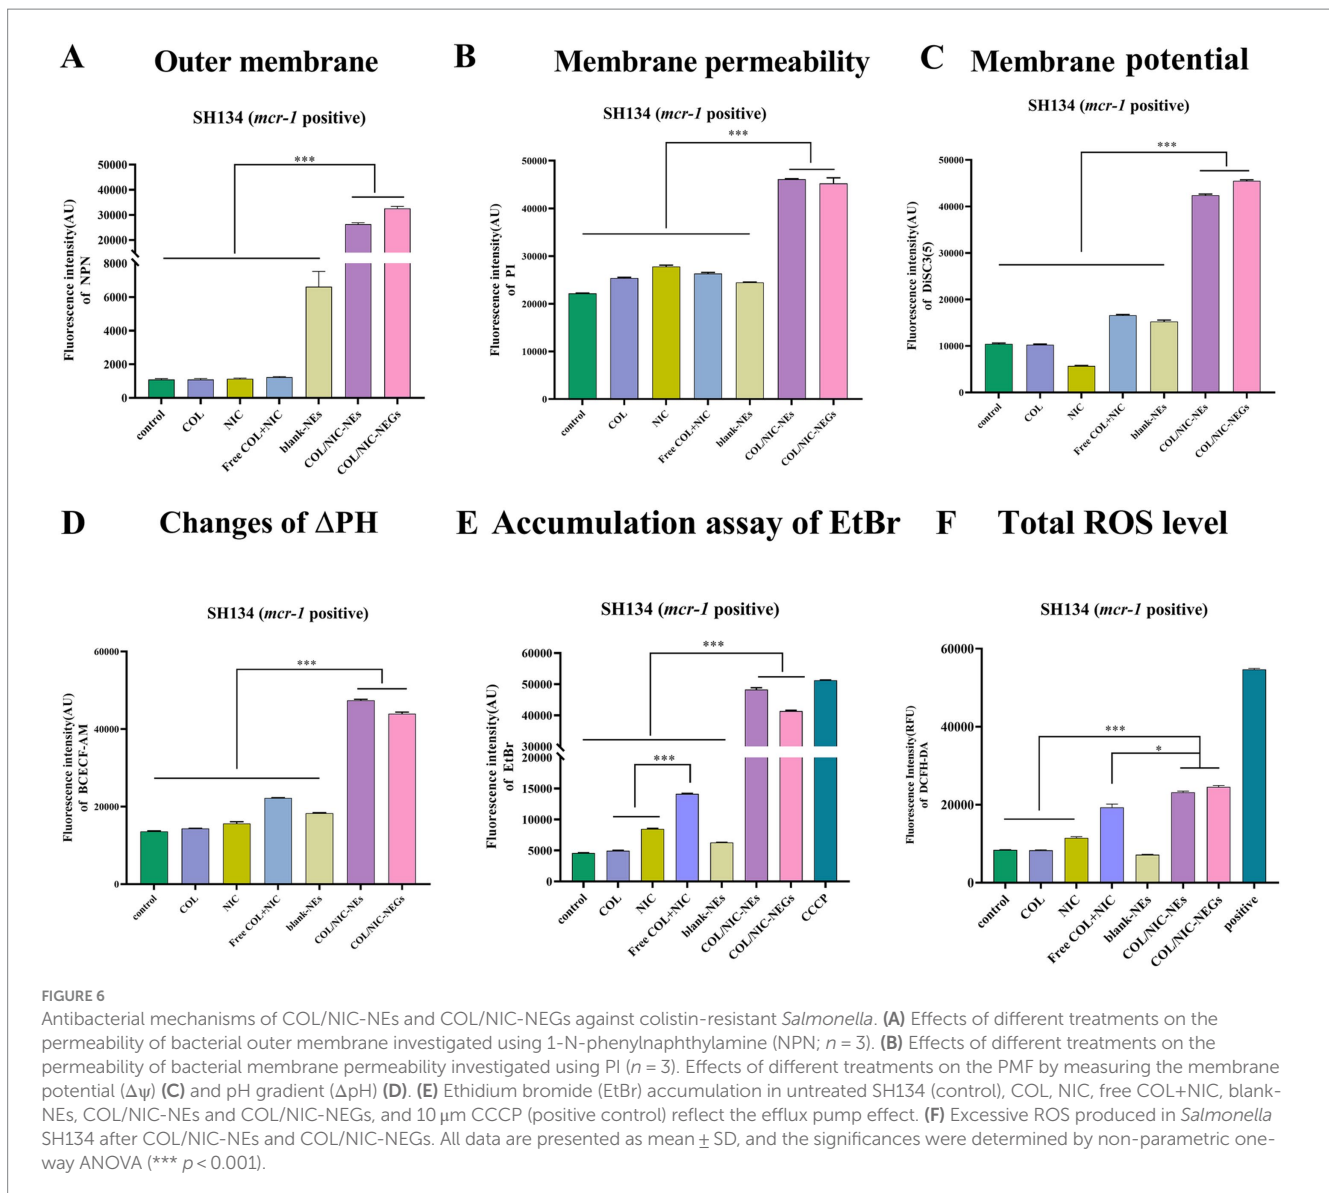 A Outer membrane
SH134 (mcr-1 positive)
***
Fluorescence intensity(AU)
of NPN
50000
40000
30000
20000
8000
6000
4000
2000
0
control
COL
NIC
Free COL+NIC
blank-NEs
COL/NIC-NEs
COL/NIC-NEGs
B Membrane permeability
SH134 (mcr-1 positive)
***
Fluorescence intensity(AU)
of PI
50000
40000
30000
20000
10000
0
control
COL
NIC
Free COL+NIC
blank-NEs
COL/NIC-NEs
COL/NIC-NEGs
C Membrane potential
SH134 (mcr-1 positive)
***
Fluorescence intensity(AU)
of DiSC3(5)
50000
40000
30000
20000
10000
0
control
COL
NIC
Free COL+NIC
blank-NEs
COL/NIC-NEs
COL/NIC-NEGs
D Changes of ΔPH
SH134 (mcr-1 positive)
***
Fluorescence intensity(AU)
of BCECF-AM
60000
40000
20000
0
control
COL
NIC
Free COL+NIC
blank-NEs
COL/NIC-NEs
COL/NIC-NEGs
E Accumulation assay of EtBr
SH134 (mcr-1 positive)
***
***
Fluorescence intensity(AU)
of EtBr
60000
50000
40000
30000
20000
15000
10000
5000
0
control
COL
NIC
Free COL+NIC
blank-NEs
COL/NIC-NEs
COL/NIC-NEGs
CCCP
F Total ROS level
SH134 (mcr-1 positive)
***
*
Fluorescence Intensity(RFU)
of DCFH-DA
60000
40000
20000
0
control
COL
NIC
Free COL+NIC
blank-NEs
COL/NIC-NEs
COL/NIC-NEGs
positive
FIGURE 6
Antibacterial mechanisms of COL/NIC-NEs and COL/NIC-NEGs against colistin-resistant Salmonella. (A) Effects of different treatments on the
permeability of bacterial outer membrane investigated using 1-N-phenylnaphthylamine (NPN; n = 3). (B) Effects of different treatments on the
permeability of bacterial membrane permeability investigated using PI (n = 3). Effects of different treatments on the PMF by measuring the membrane
potential (Δψ) (C) and pH gradient (ΔpH) (D). (E) Ethidium bromide (EtBr) accumulation in untreated SH134 (control), COL, NIC, free COL+NIC, blank-
NEs, COL/NIC-NEs and COL/NIC-NEGs, and 10 μm CCCP (positive control) reflect the efflux pump effect. (F) Excessive ROS produced in Salmonella
SH134 after COL/NIC-NEs and COL/NIC-NEGs. All data are presented as mean ± SD, and the significances were determined by non-parametric one-
way ANOVA (*** p < 0.001).